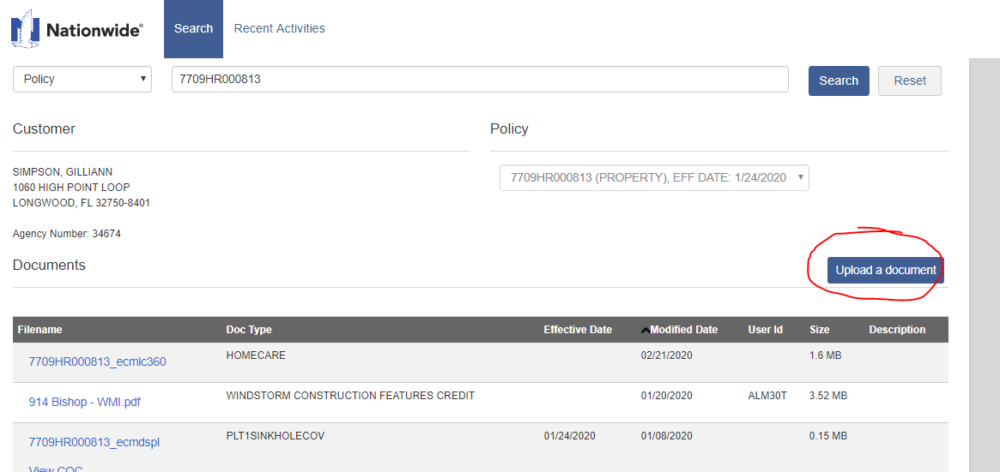 Nationwide®
Search Recent Activities
Policy 7709HR000813 Search Reset
Customer Policy
SIMPSON, GILLIANN
1060 HIGH POINT LOOP
LONGWOOD, FL 32750-8401
7709HR000813 (PROPERTY), EFF DATE: 1/24/2020
Agency Number: 34674
Documents Upload a document
Filename Doc Type Effective Date Modified Date User Id Size Description
7709HR000813_ecmlc360 HOMECARE 02/21/2020 1.6 MB
914 Bishop - WMI.pdf WINDSTORM CONSTRUCTION FEATURES CREDIT 01/20/2020 ALM30T 3.52 MB
7709HR000813_ecmdspl PLT1SINKHOLECOV 01/24/2020 01/08/2020 0.15 MB
View COC